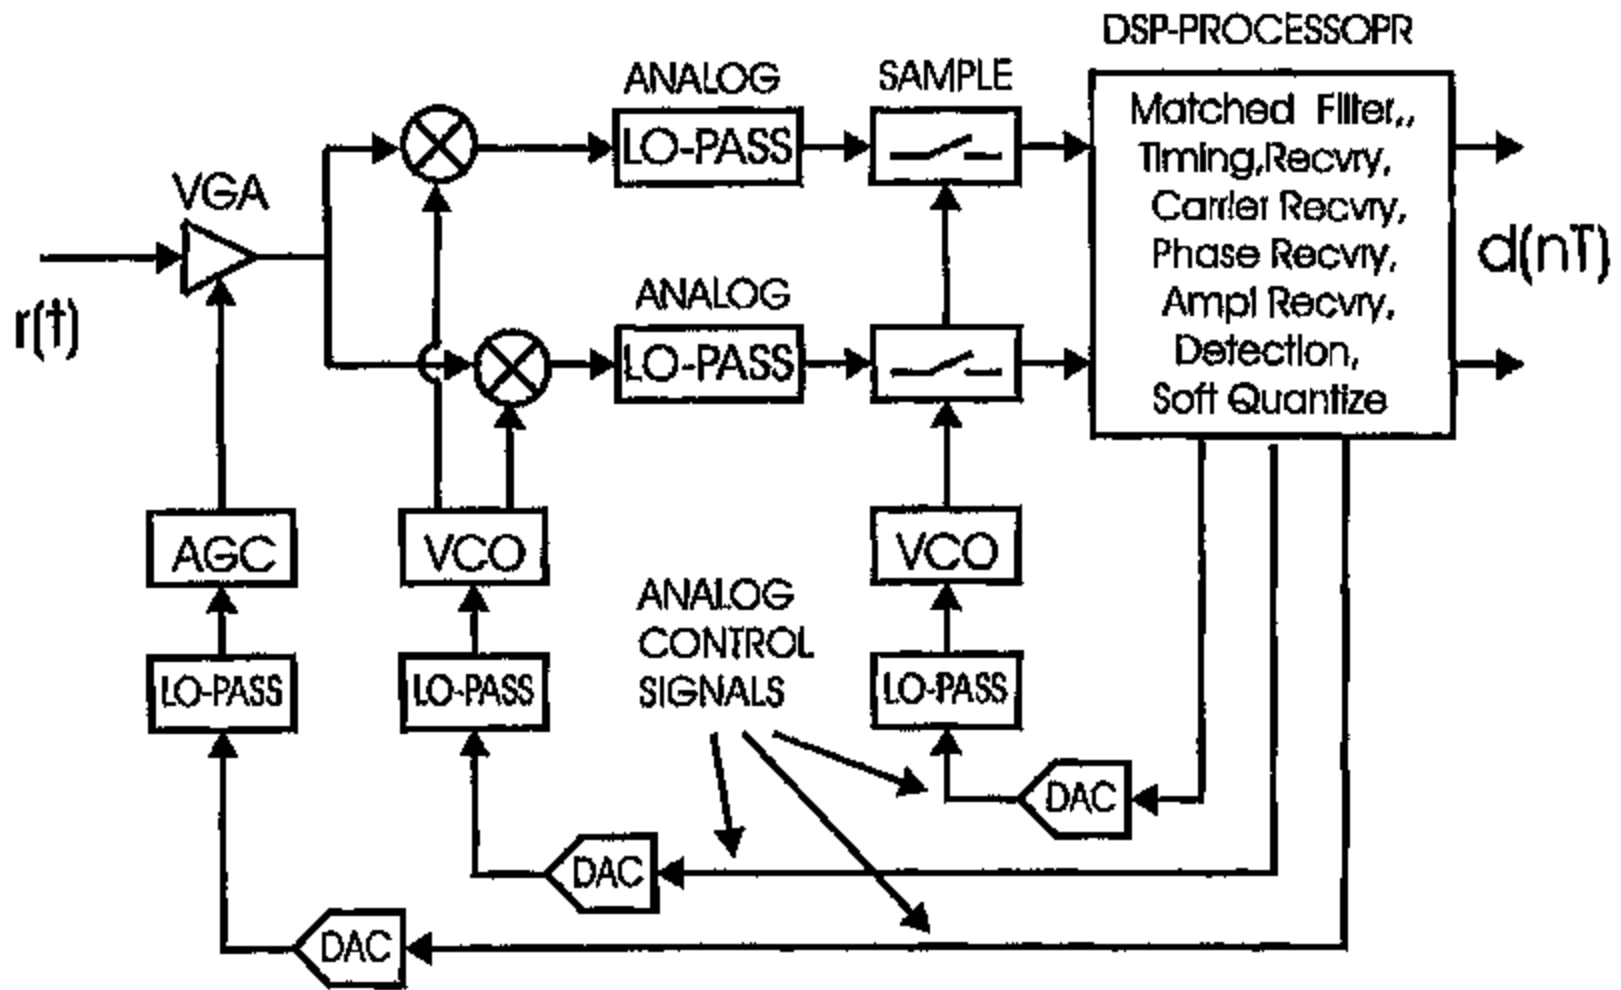 DSP-PROCESSOPR
ANALOG
SAMPLE
LO-PASS
Matched Filter,,
Timing,Recvry,
Carrier Recvry,
Phase Recvry,
Ampl Recvry,
Detection,
Soft Quantize
VGA
r(t)
d(nT)
ANALOG
LO-PASS
AGC
VCO
VCO
ANALOG
CONTROL
SIGNALS
LO-PASS
LO-PASS
LO-PASS
DAC
DAC
DAC